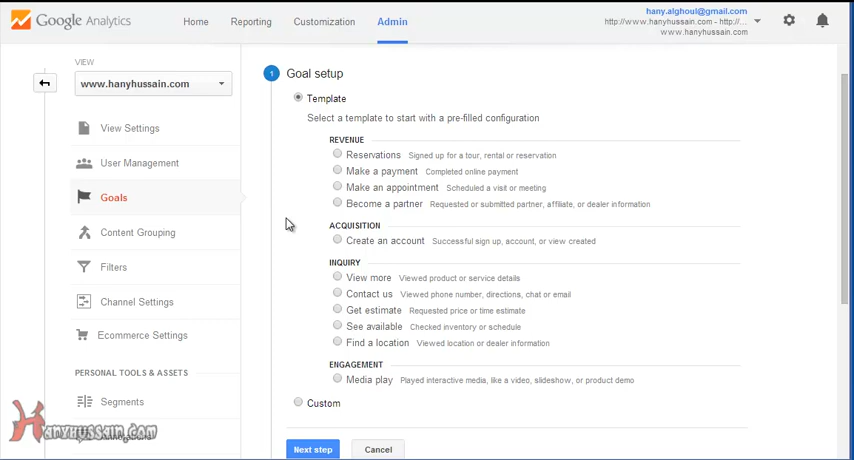 Google Analytics
Home Reporting Customization Admin
hany.alghoul@gmail.com
http://www.hanyhussain.com - http://...
www.hanyhussain.com
VIEW
www.hanyhussain.com
View Settings
User Management
Goals
Content Grouping
Filters
Channel Settings
Ecommerce Settings
PERSONAL TOOLS & ASSETS
Segments
1 Goal setup
Template
Select a template to start with a pre-filled configuration
REVENUE
Reservations Signed up for a tour, rental or reservation
Make a payment Completed online payment
Make an appointment Scheduled a visit or meeting
Become a partner Requested or submitted partner, affiliate, or dealer information
ACQUISITION
Create an account Successful sign up, account, or view created
INQUIRY
View more Viewed product or service details
Contact us Viewed phone number, directions, chat or email
Get estimate Requested price or time estimate
See available Checked inventory or schedule
Find a location Viewed location or dealer information
ENGAGEMENT
Media play Played interactive media, like a video, slideshow, or product demo
Custom
Next step Cancel
Hanyhussain.com